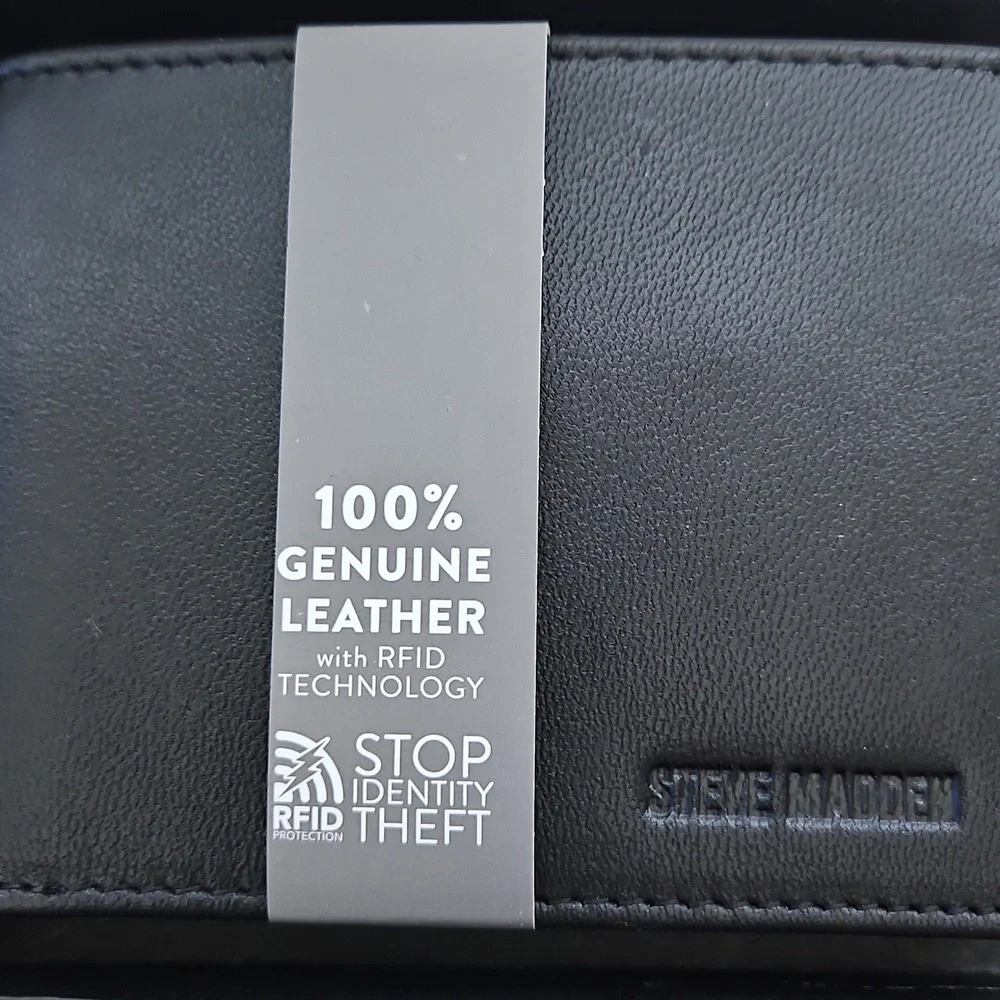 100%
GENUINE
LEATHER
with RFID
TECHNOLOGY
RFID
PROTECTION
STOP
IDENTITY
THEFT
STEVE MADDEN